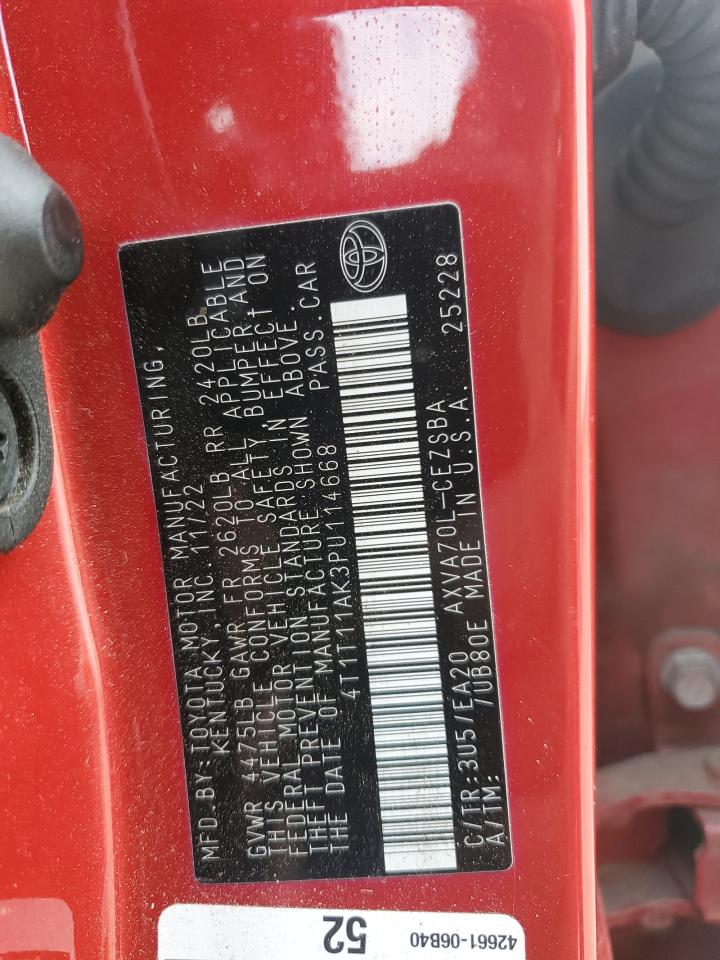 MFD.BY:TOYOTA MOTOR MANUFACTURING,
KENTUCKY, INC. 11/22
GVWR 4475LB GAWR FR 2620LB RR 2420LB
THIS VEHICLE CONFORMS TO ALL APPLICABLE
FEDERAL MOTOR VEHICLE SAFETY, BUMPER, AND
THEFT PREVENTION STANDARDS IN EFFECT ON
THE DATE OF MANUFACTURE SHOWN ABOVE.
4T1T11AK3PU114668 PASS.CAR
C/TR:3U5/EA20 AXVA70L-CEZSBA
A/TM: /UB80E MADE IN U.S.A. 25228
52
42661-06B40